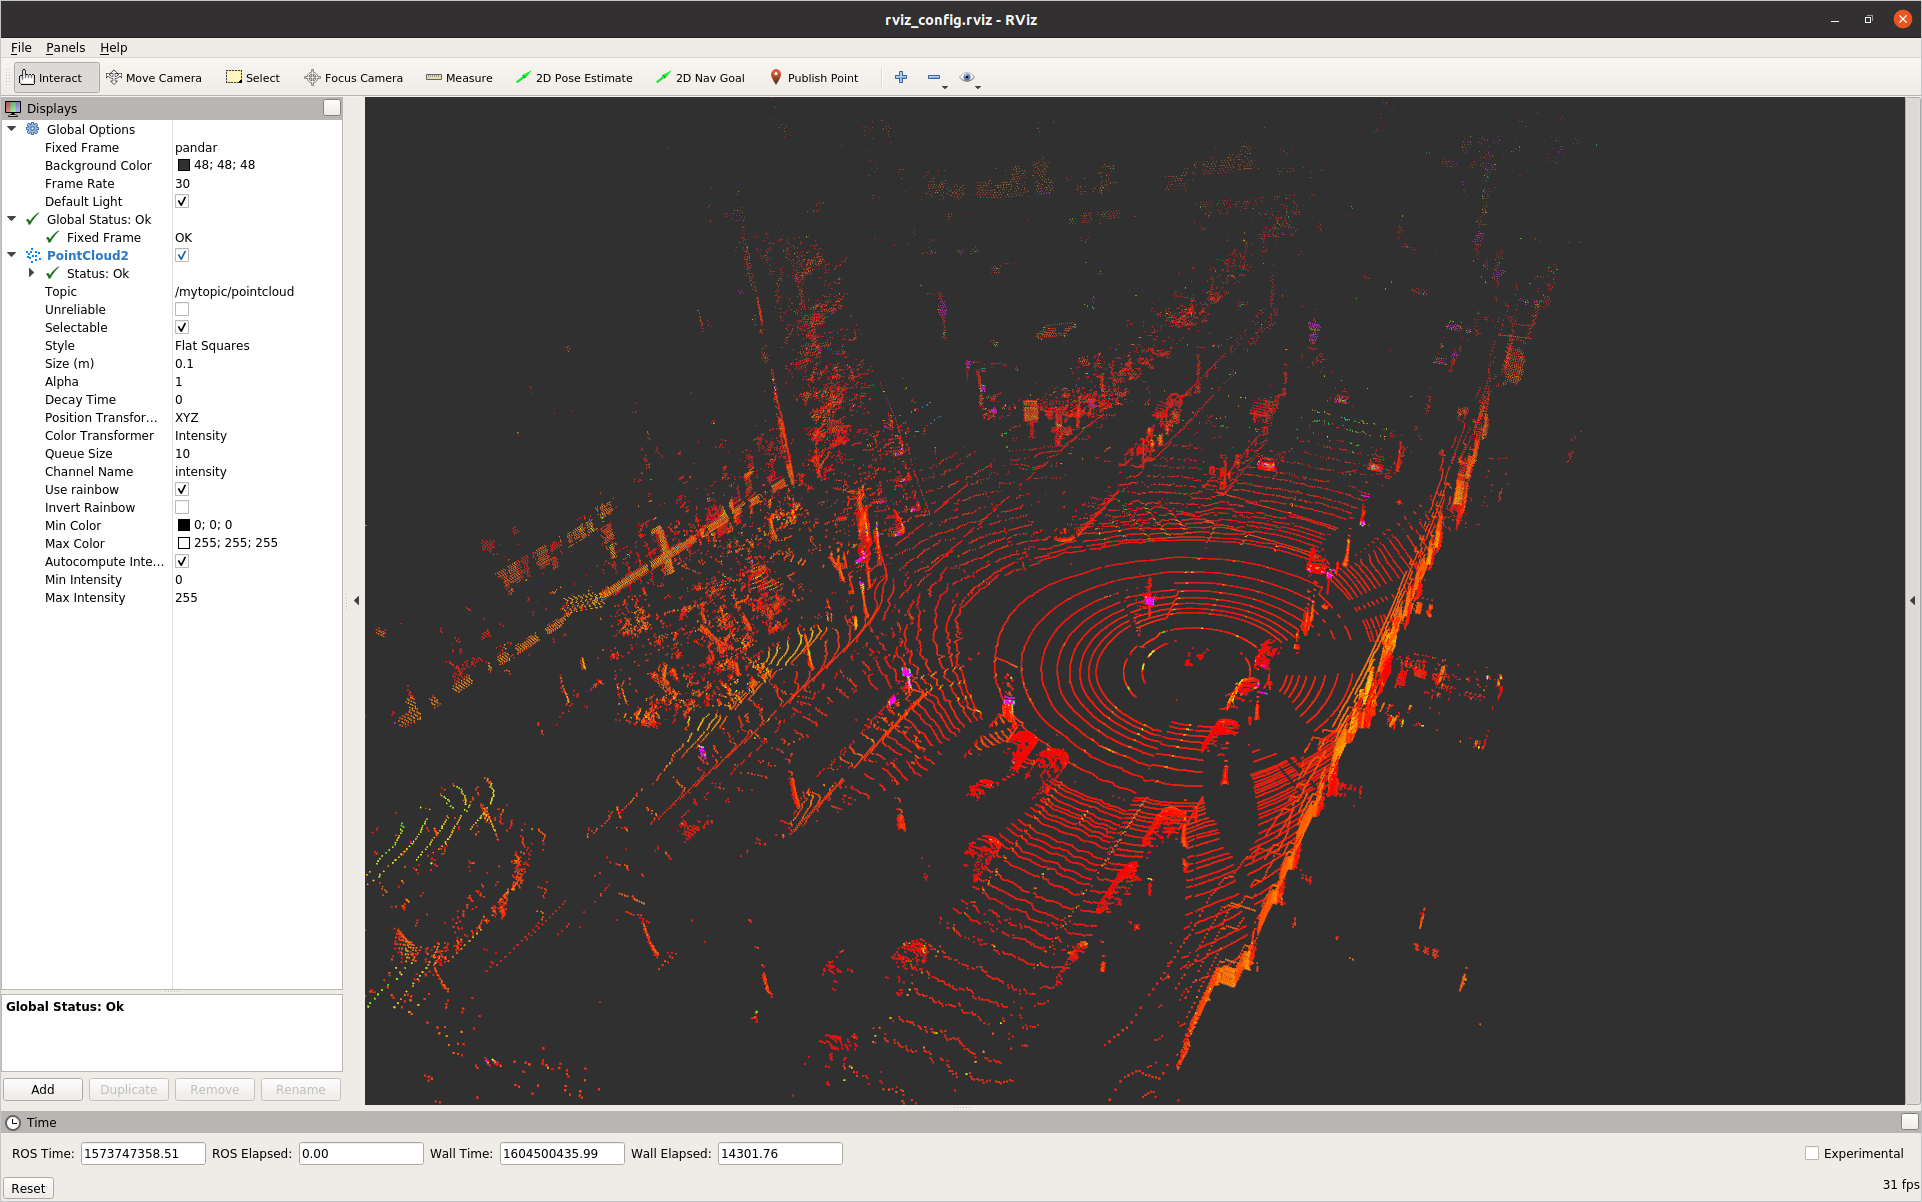 rviz_config.rviz - RViz
File Panels Help
Interact Move Camera Select Focus Camera Measure 2D Pose Estimate 2D Nav Goal Publish Point
Displays
Global Options
Fixed Frame pandar
Background Color 48; 48; 48
Frame Rate 30
Default Light
Global Status: Ok
Fixed Frame OK
PointCloud2
Status: Ok
Topic /mytopic/pointcloud
Unreliable
Selectable
Style Flat Squares
Size (m) 0.1
Alpha 1
Decay Time 0
Position Transfor... XYZ
Color Transformer Intensity
Queue Size 10
Channel Name intensity
Use rainbow
Invert Rainbow
Min Color 0; 0; 0
Max Color 255; 255; 255
Autocompute Inte...
Min Intensity 0
Max Intensity 255
Global Status: Ok
Add Duplicate Remove Rename
Time
ROS Time: 1573747358.51 ROS Elapsed: 0.00 Wall Time: 1604500435.99 Wall Elapsed: 14301.76 Experimental
Reset 31 fps